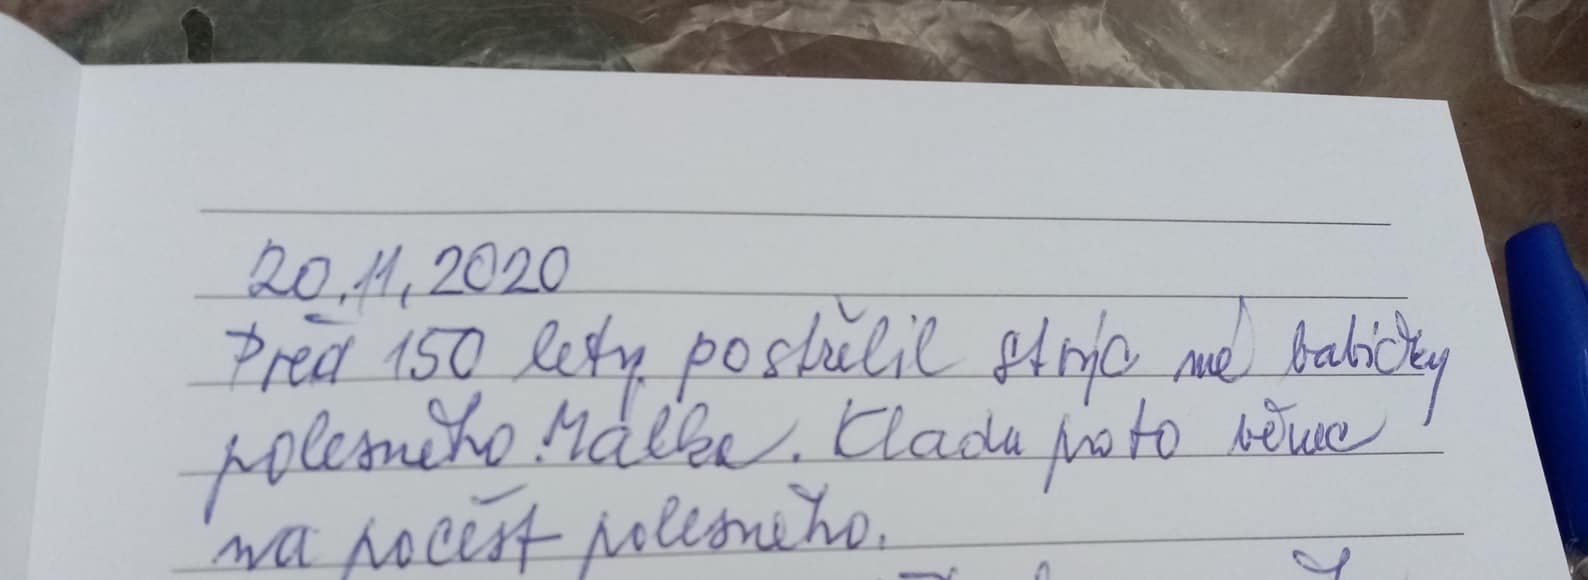 20.11.2020
Před 150 lety postřelil strýc mé babičky
polesného Málka. Kladu proto věnec
na počest polesného.